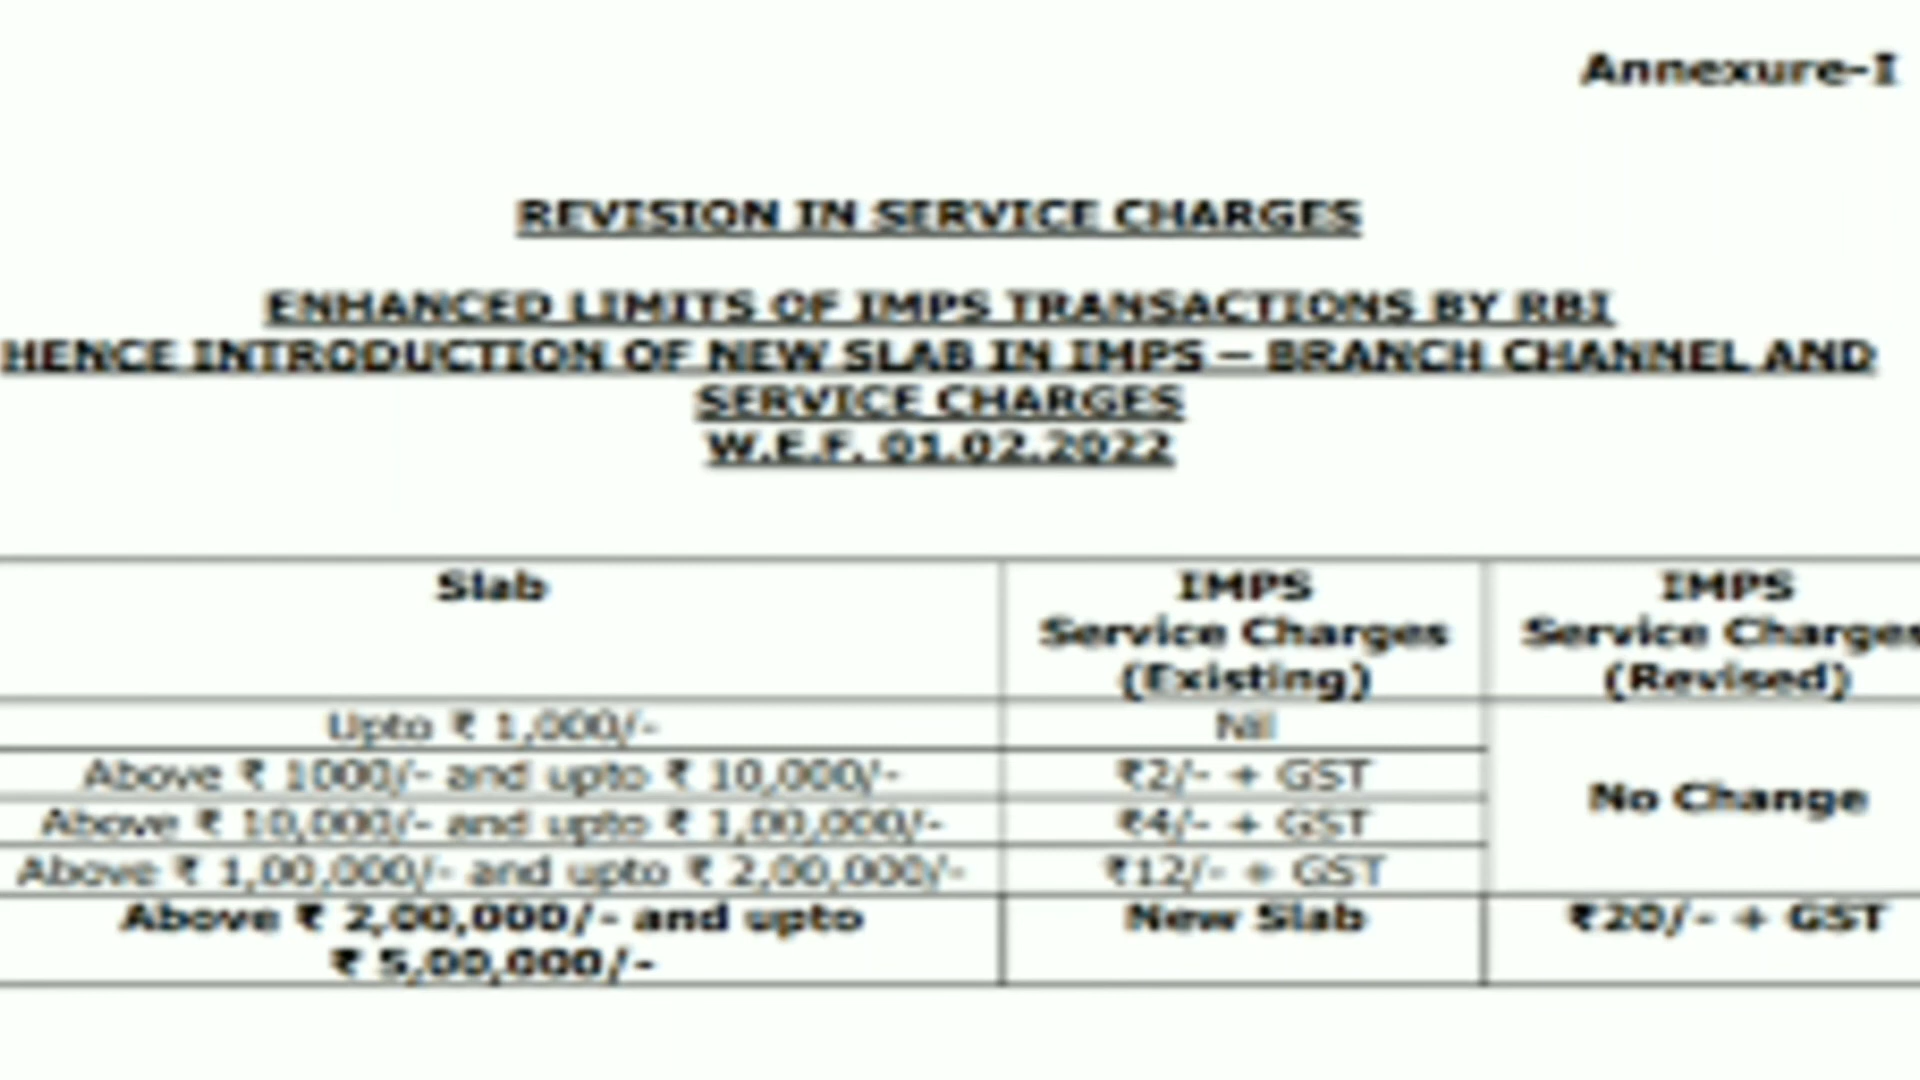 Annexure-I
REVISION IN SERVICE CHARGES
ENHANCED LIMITS OF IMPS TRANSACTIONS BY RBI
HENCE INTRODUCTION OF NEW SLAB IN IMPS – BRANCH CHANNEL AND
SERVICE CHARGES
W.E.F. 01.02.2022
Slab IMPS Service Charges (Existing) IMPS Service Charges (Revised)
Upto ₹ 1,000/- Nil No Change
Above ₹ 1000/- and upto ₹ 10,000/- ₹2/- + GST
Above ₹ 10,000/- and upto ₹ 1,00,000/- ₹4/- + GST
Above ₹ 1,00,000/- and upto ₹ 2,00,000/- ₹12/- + GST
Above ₹ 2,00,000/- and upto ₹ 5,00,000/- New Slab ₹20/- + GST